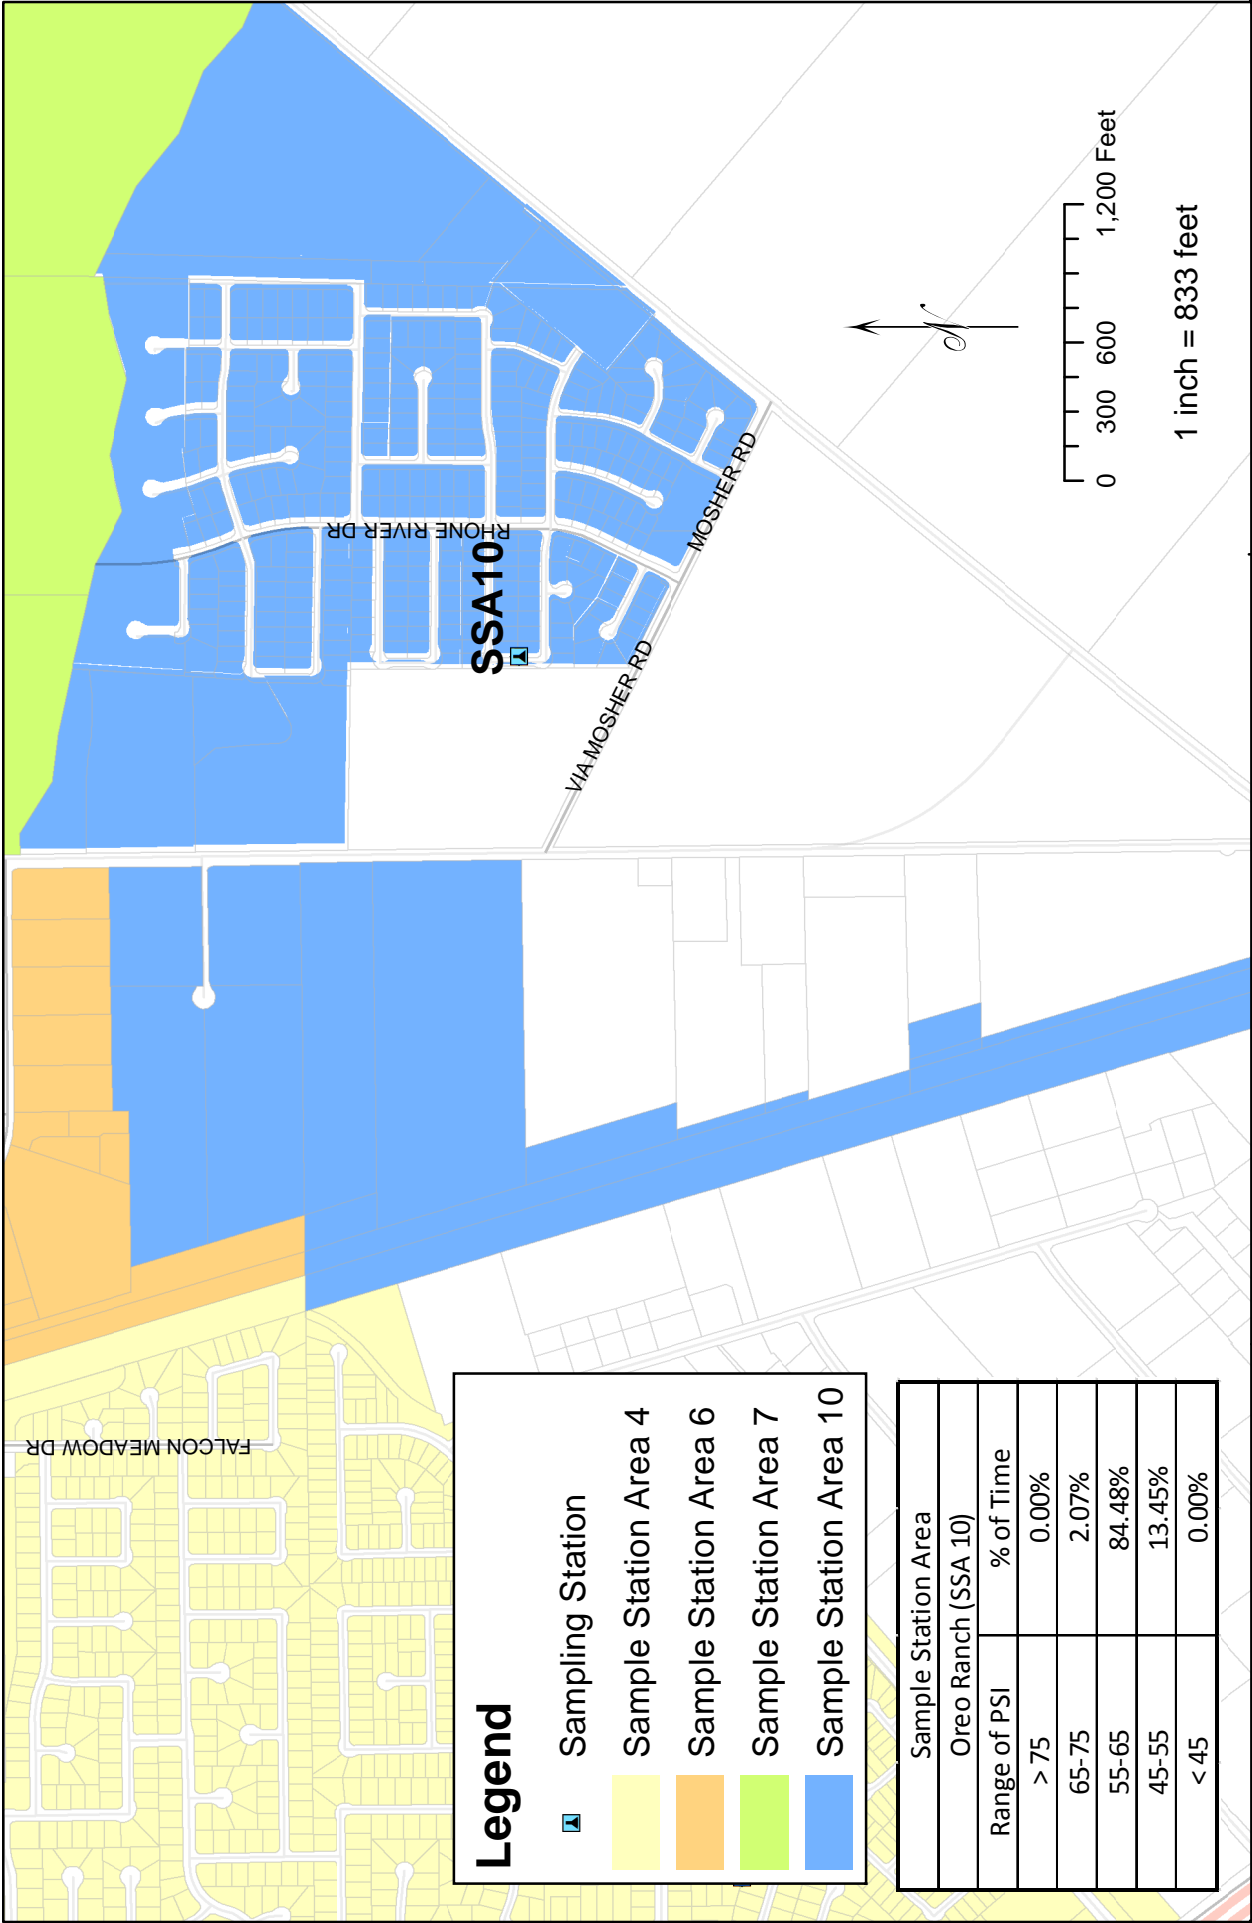 FALCON MEADOW DR
RHONE RIVER DR
SSA10
VIA MOSHER RD
MOSHER RD
N
0 300 600 1,200 Feet
1 inch = 833 feet
Legend
Sampling Station
Sample Station Area 4
Sample Station Area 6
Sample Station Area 7
Sample Station Area 10
Sample Station Area
Oreo Ranch (SSA 10)
Range of PSI % of Time
> 75 0.00%
65-75 2.07%
55-65 84.48%
45-55 13.45%
< 45 0.00%